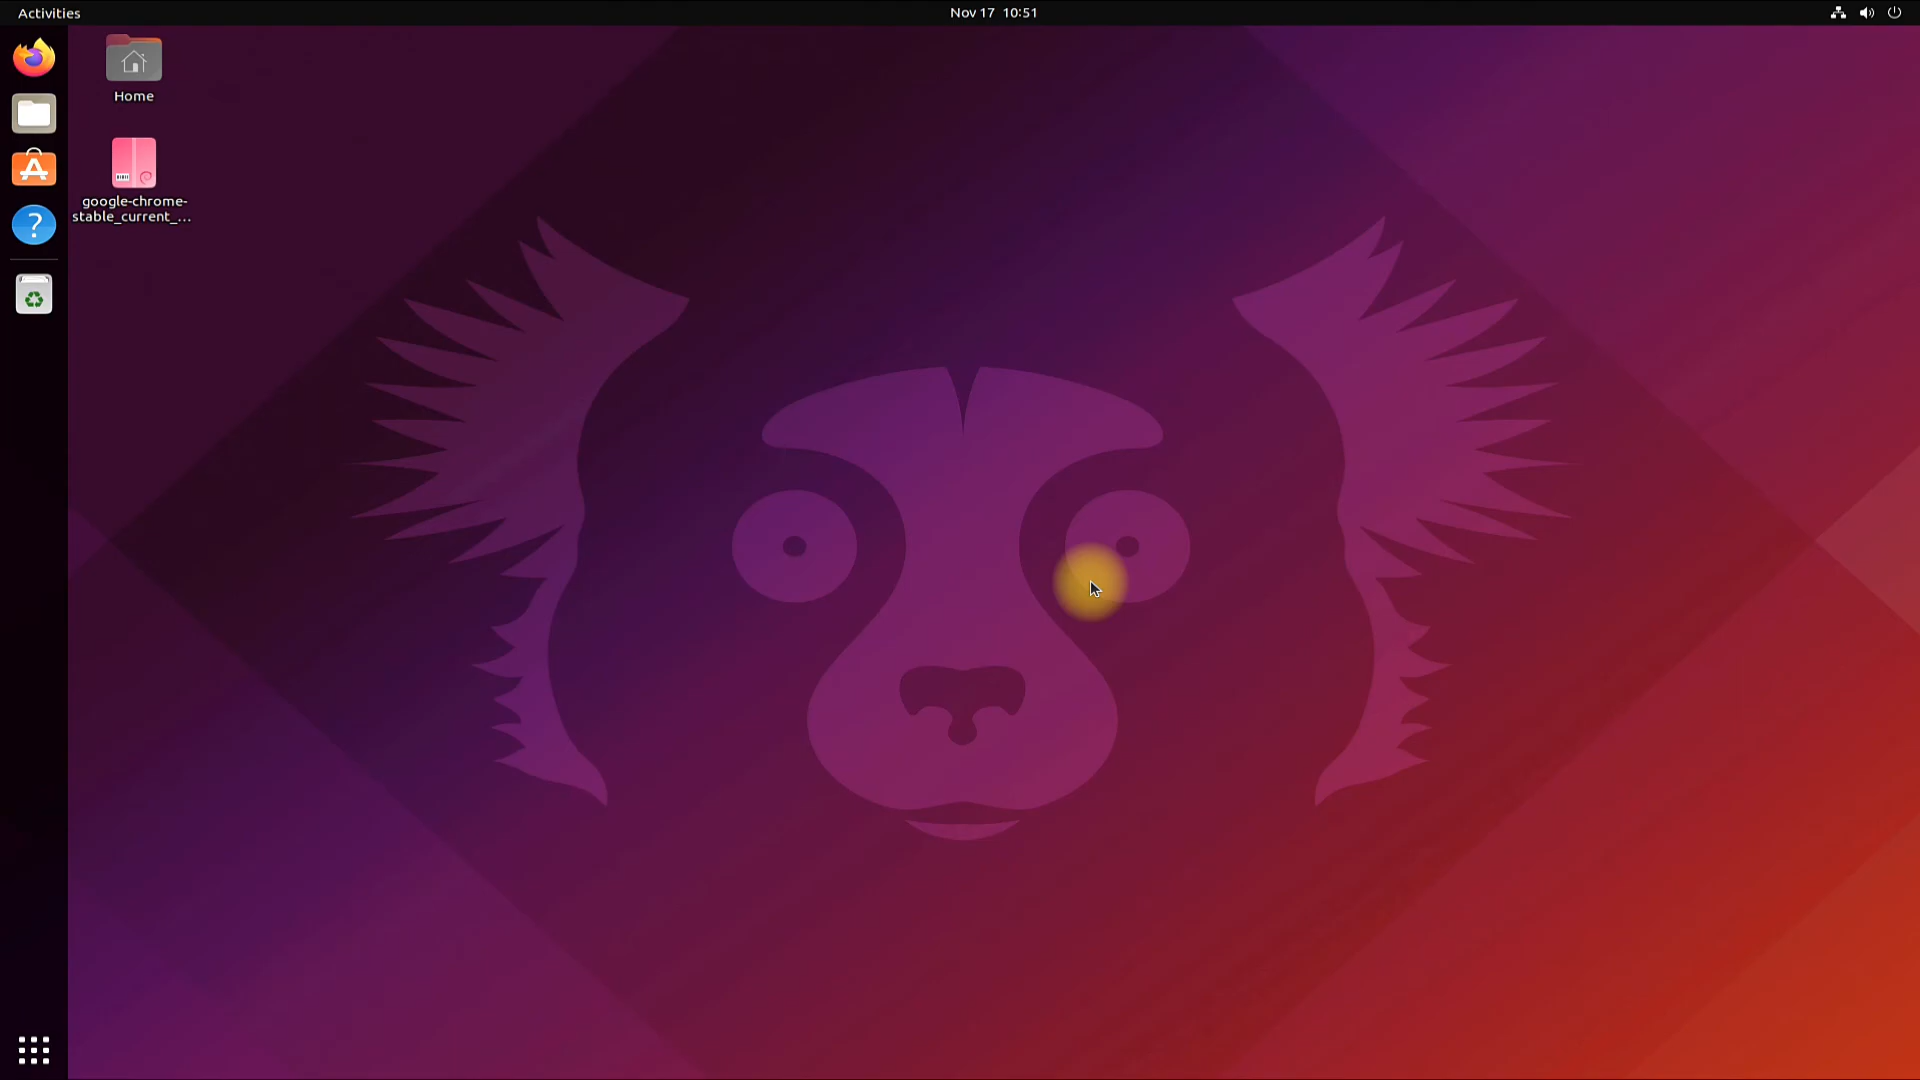 Activities
Nov 17 10:51
Home
google-chrome-
stable_current_...